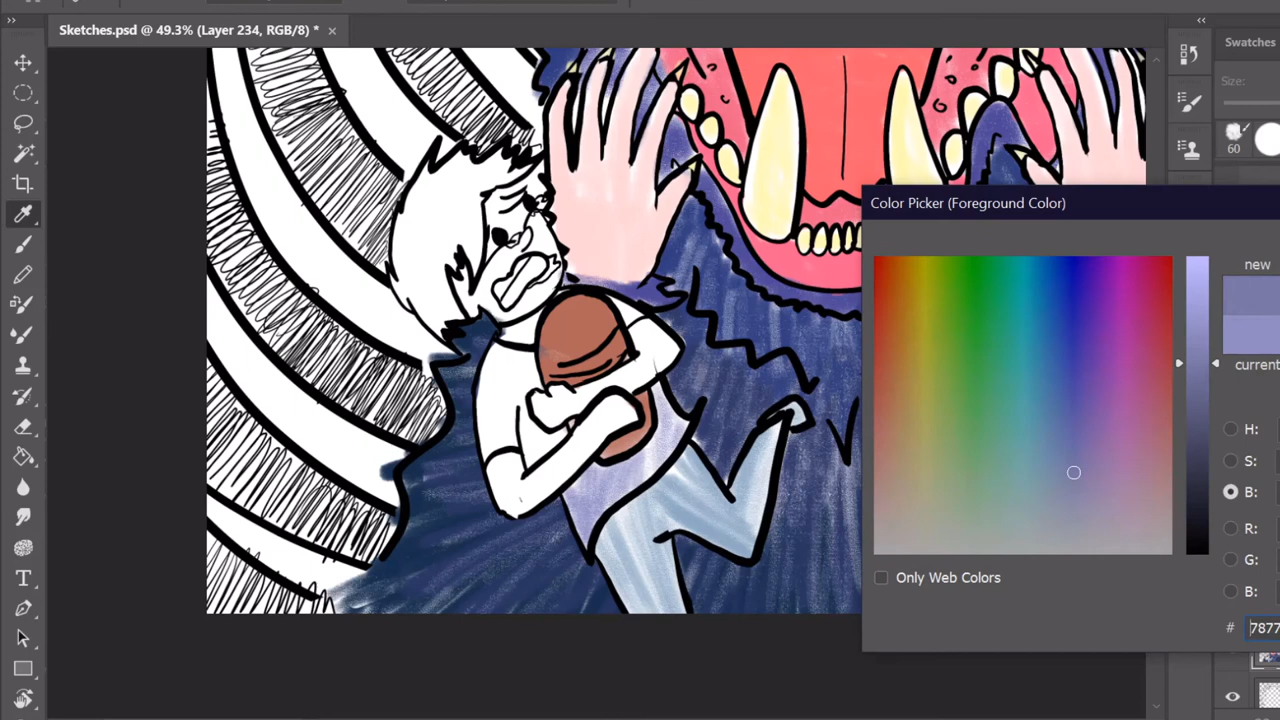 Sketches.psd @ 49.3% (Layer 234, RGB/8) *
Swatches
Size:
60
Color Picker (Foreground Color)
new
current
H:
S:
B:
R:
G:
B:
Only Web Colors
# 7877